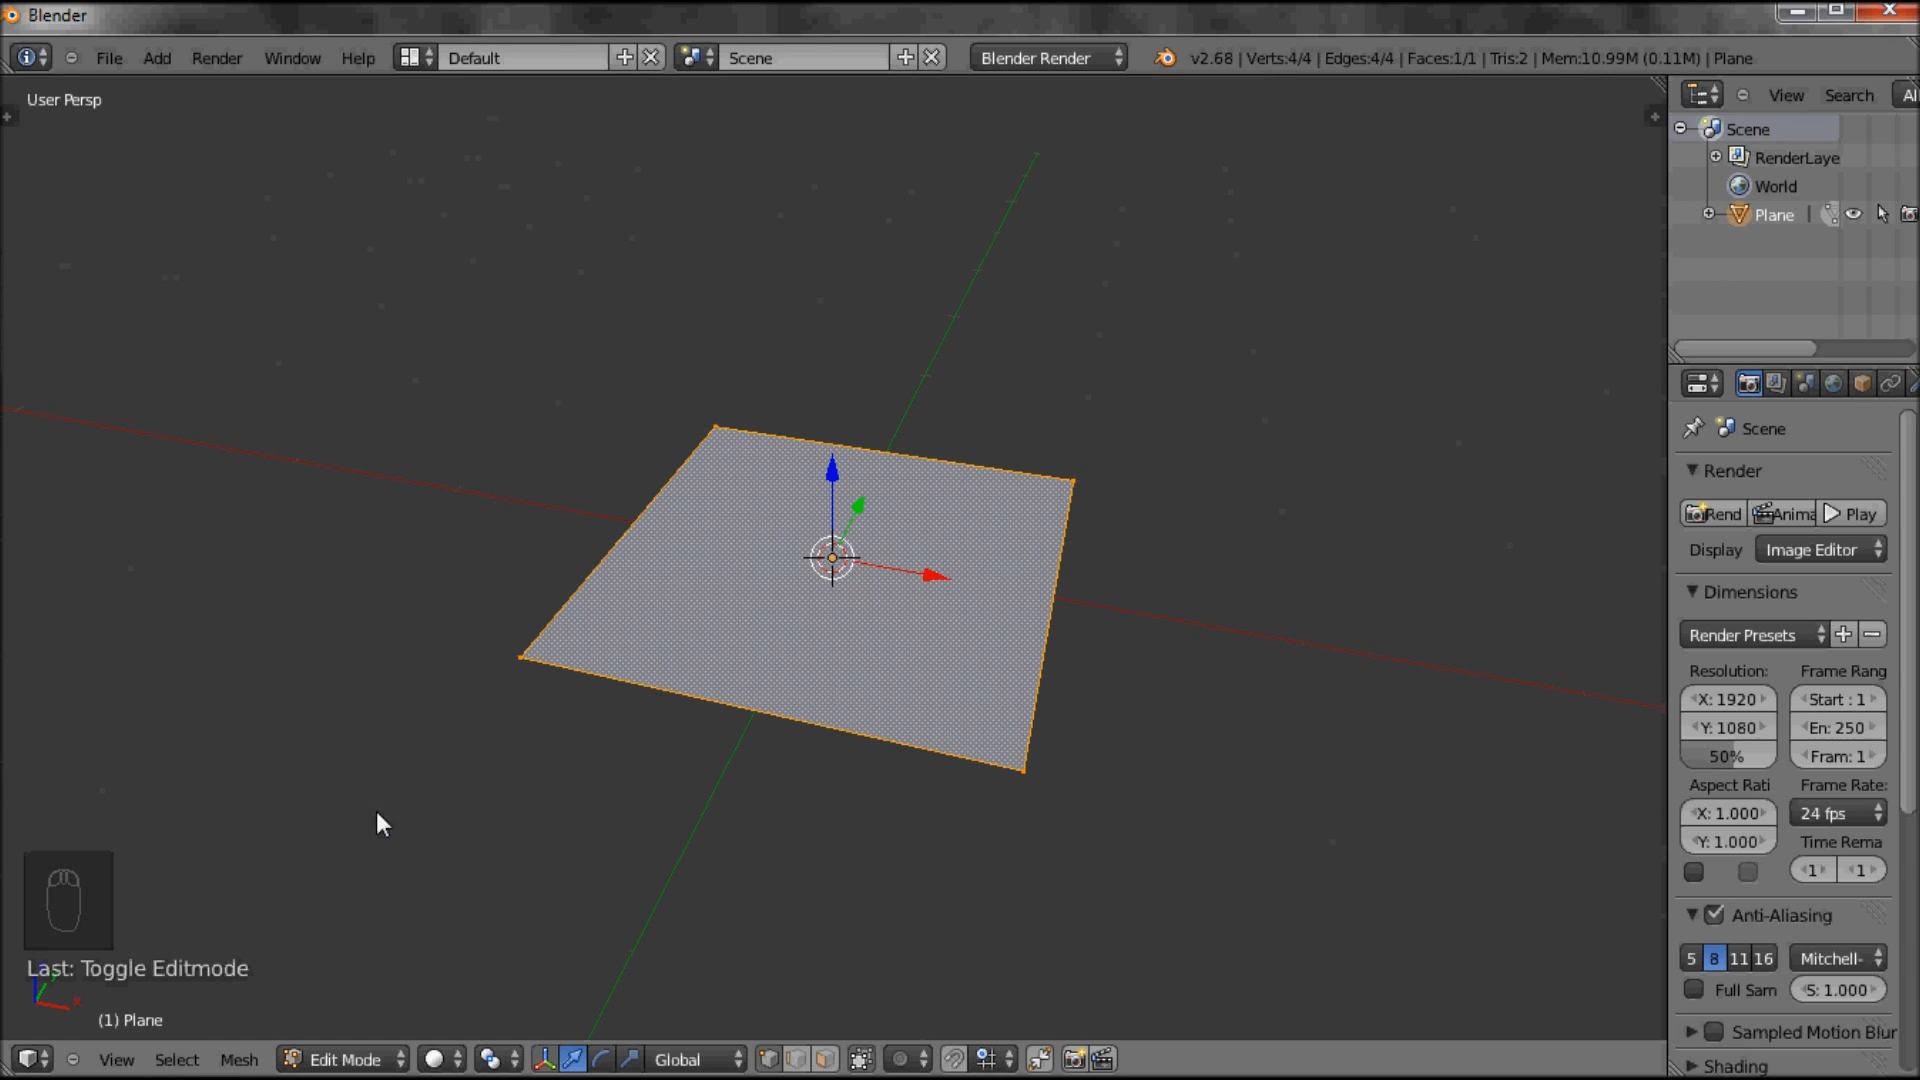 Blender
File Add Render Window Help Default Scene Blender Render v2.68 | Verts:4/4 | Edges:4/4 | Faces:1/1 | Tris:2 | Mem:10.99M (0.11M) | Plane
User Persp
View Search Al
Scene
RenderLaye
World
Plane
Scene
Render
Rend Anima Play
Display Image Editor
Dimensions
Render Presets
Resolution: Frame Rang
X: 1920 Start : 1
Y: 1080 En: 250
50% Fram: 1
Aspect Rati Frame Rate:
X: 1.000 24 fps
Y: 1.000 Time Rema
1 1
Anti-Aliasing
5 8 11 16 Mitchell-
Full Sam S: 1.000
Sampled Motion Blur
Shading
Last: Toggle Editmode
x
(1) Plane
View Select Mesh Edit Mode Global